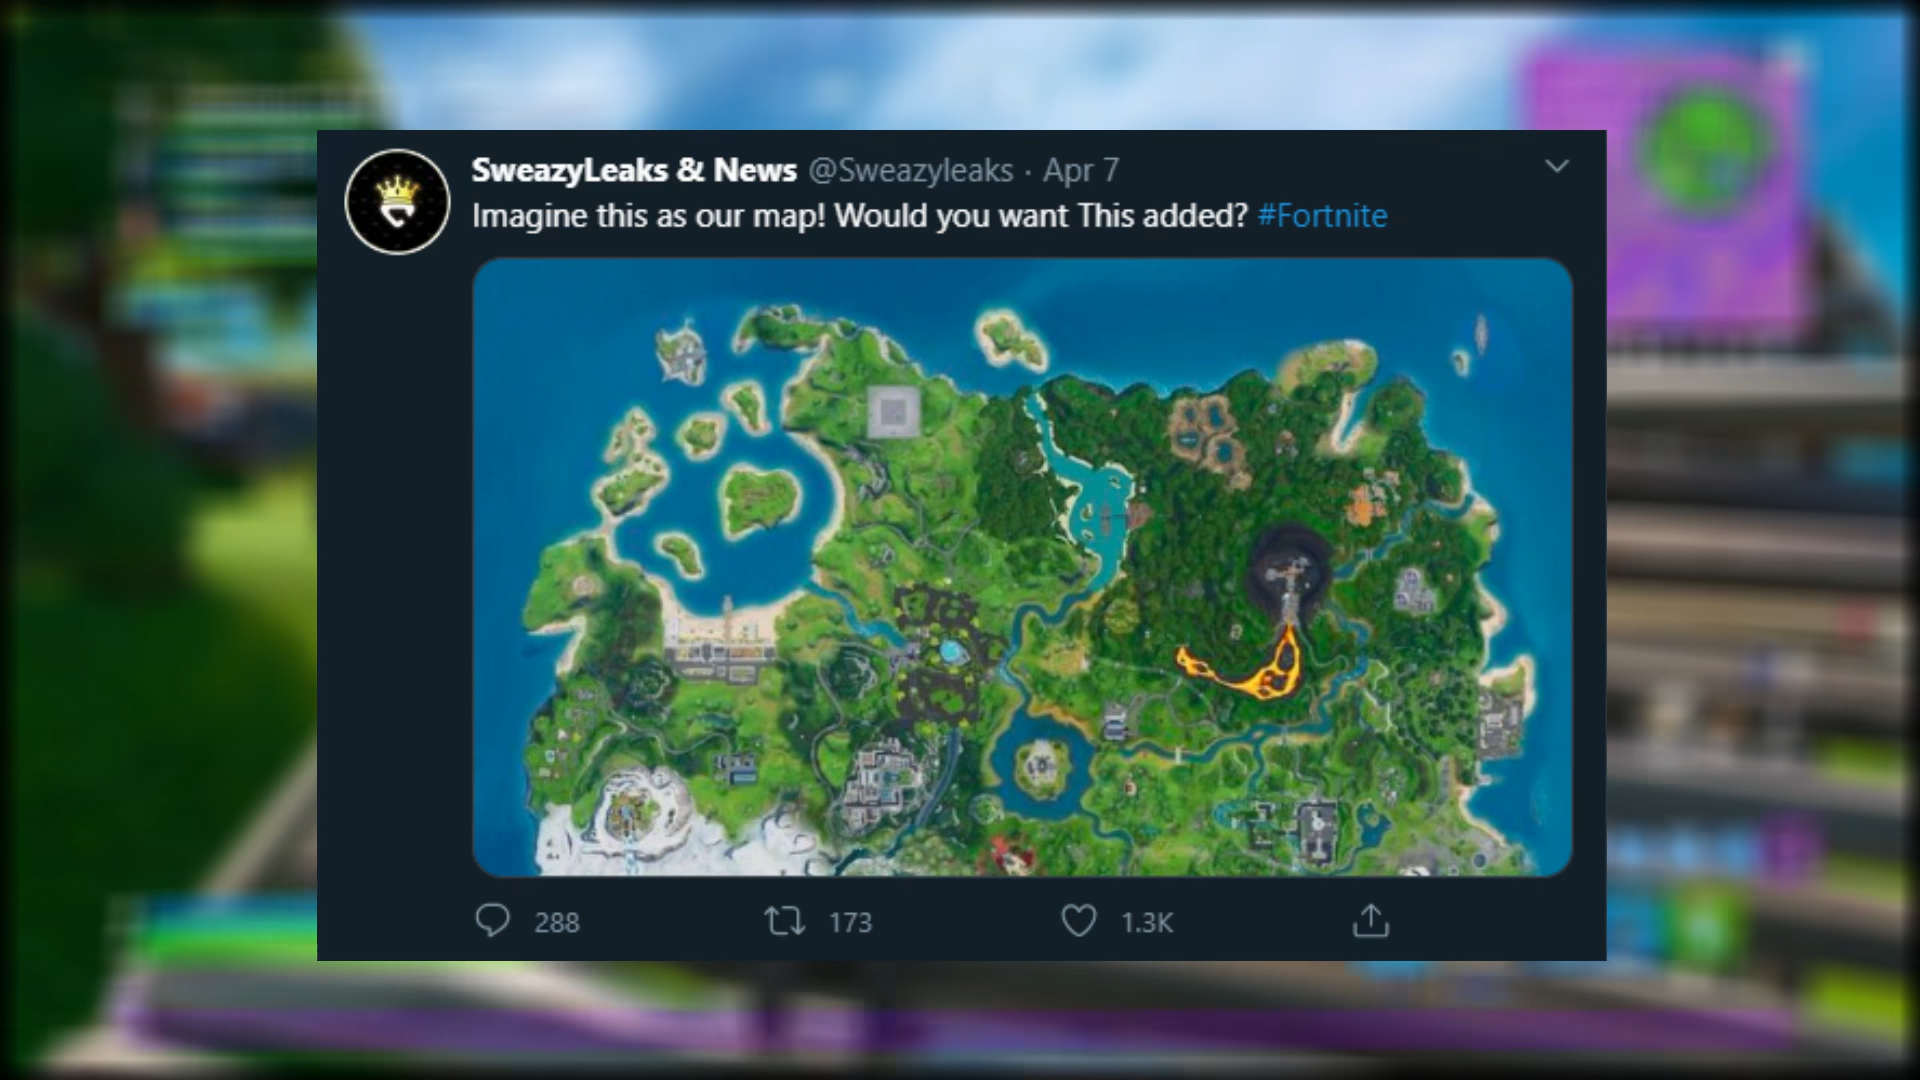 SweazyLeaks & News @Sweazyleaks · Apr 7
Imagine this as our map! Would you want This added? #Fortnite
288 173 1.3K